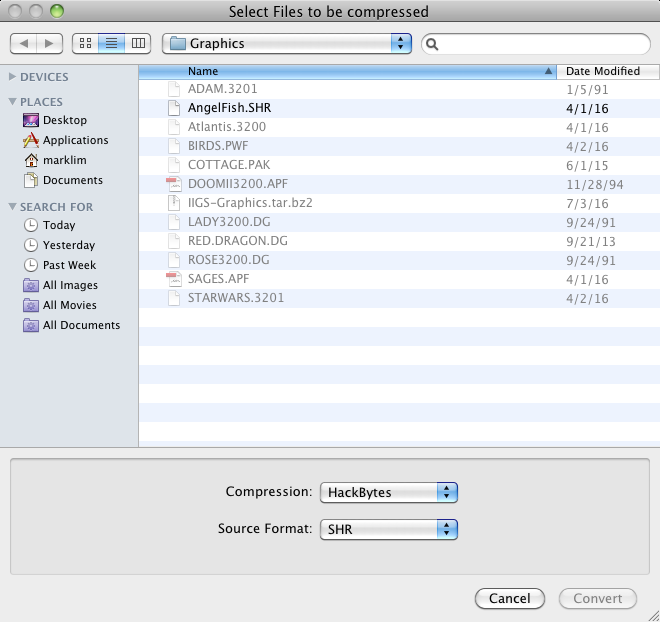 Select Files to be compressed
Graphics
DEVICES
PLACES
Desktop
Applications
marklim
Documents
SEARCH FOR
Today
Yesterday
Past Week
All Images
All Movies
All Documents
Name Date Modified
ADAM.3201 1/5/91
AngelFish.SHR 4/1/16
Atlantis.3200 4/1/16
BIRDS.PWF 4/2/16
COTTAGE.PAK 6/1/15
DOOMII3200.APF 11/28/94
IIGS-Graphics.tar.bz2 7/3/16
LADY3200.DG 9/24/91
RED.DRAGON.DG 9/21/13
ROSE3200.DG 9/24/91
SAGES.APF 4/1/16
STARWARS.3201 4/2/16
Compression: HackBytes
Source Format: SHR
Cancel Convert